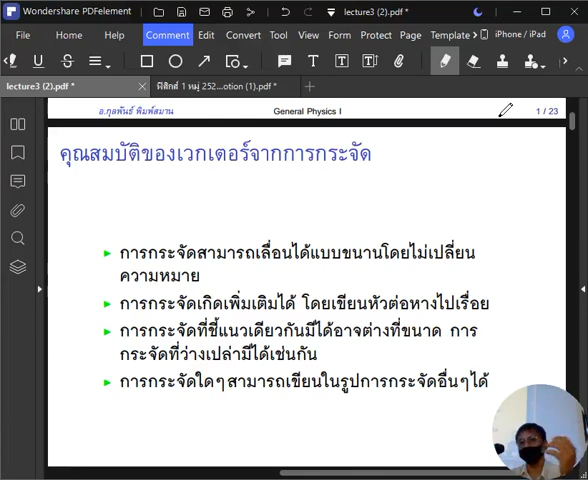 Wondershare PDFelement
lecture3 (2).pdf *
File Home Edit Comment Convert Tool View Form Protect Page Template iPhone / iPad
lecture3 (2).pdf *
ฟิสิกส์ 1 หมู่ 252...otion (1).pdf *
อ.กุลพันธ์ พิมพ์สมาน General Physics I 1 / 23
คุณสมบัติของเวกเตอร์จากการกระจัด
การกระจัดสามารถเลื่อนได้แบบขนานโดยไม่เปลี่ยน
ความหมาย
การกระจัดเกิดเพิ่มเติมได้ โดยเขียนหัวต่อหางไปเรื่อย
การกระจัดที่ชี้แนวเดียวกันมีได้อาจต่างที่ขนาด การ
กระจัดที่ว่างเปล่ามีได้เช่นกัน
การกระจัดใดๆสามารถเขียนในรูปการกระจัดอื่นๆได้